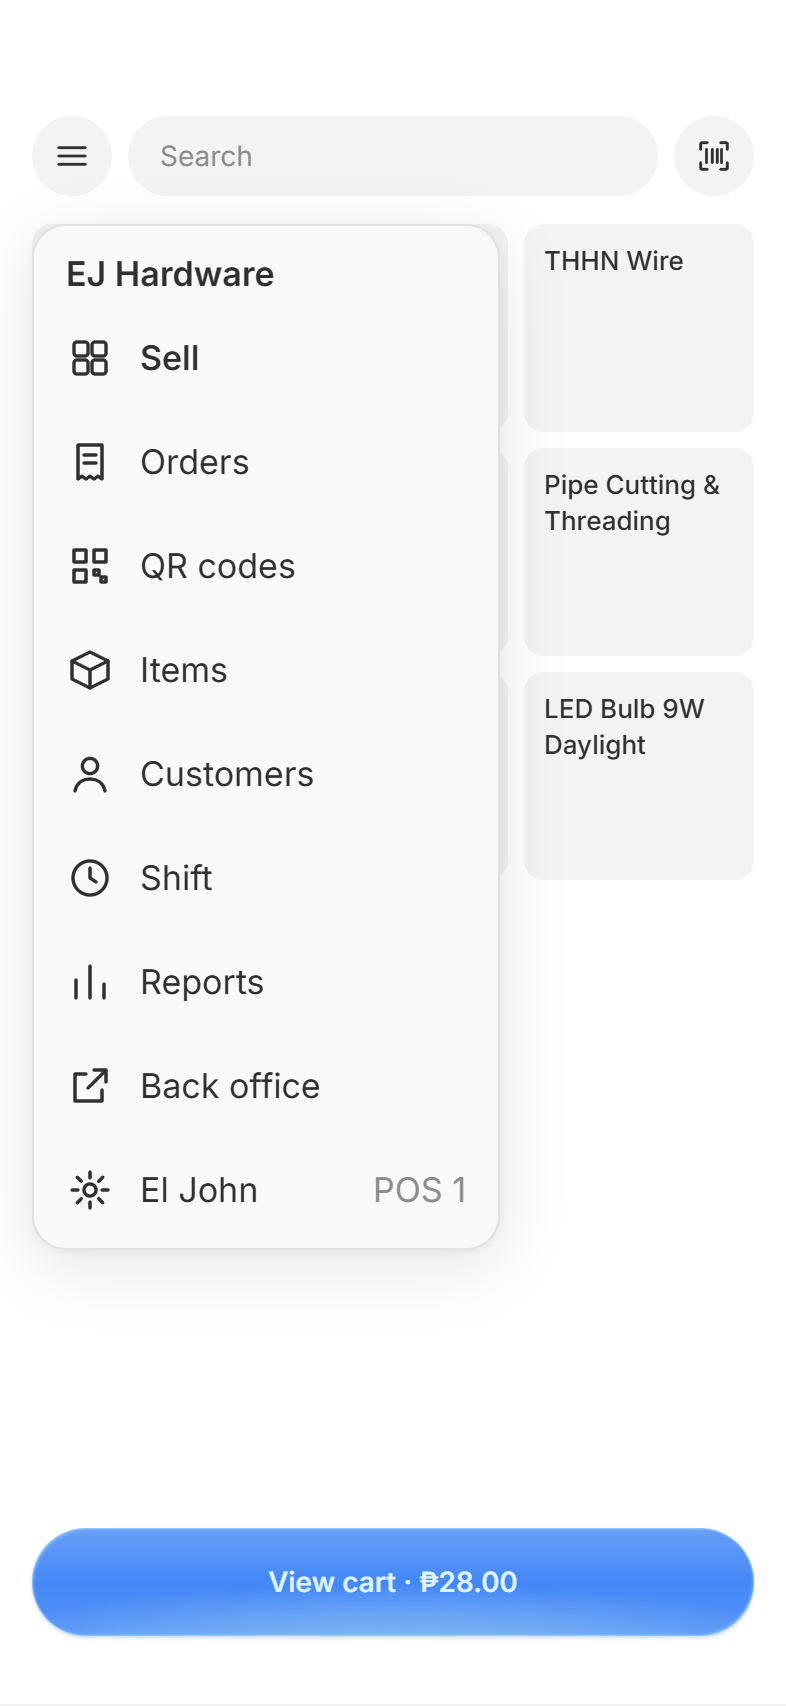 Search
EJ Hardware
Sell
Orders
QR codes
Items
Customers
Shift
Reports
Back office
El John
POS 1
THHN Wire
Pipe Cutting &
Threading
LED Bulb 9W
Daylight
View cart · ₱28.00